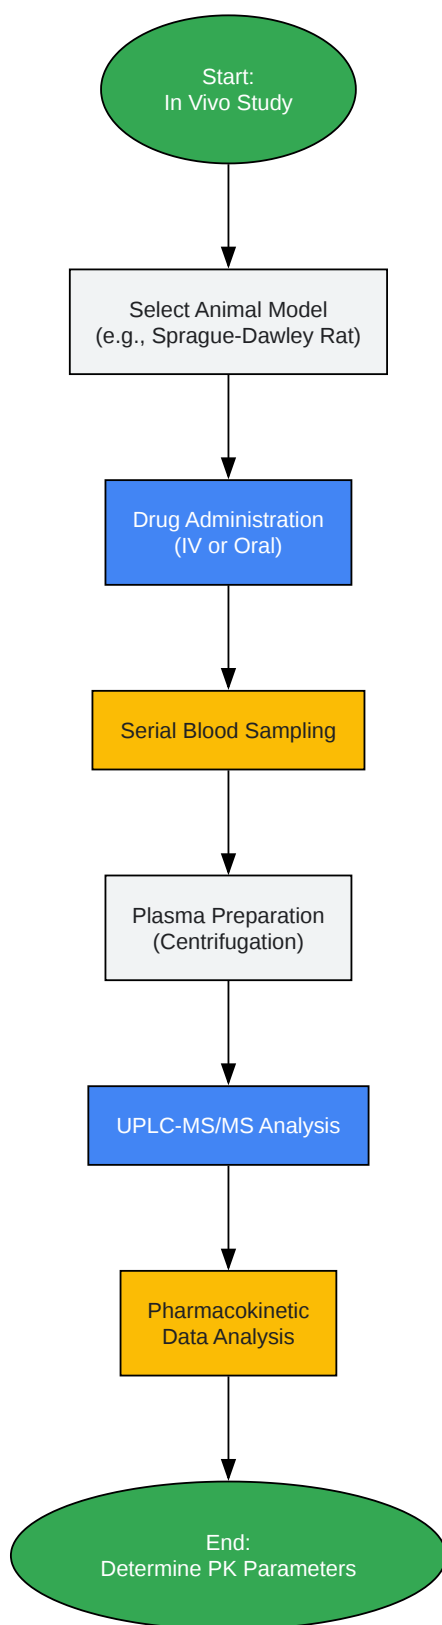 Start:
In Vivo Study
Select Animal Model
(e.g., Sprague-Dawley Rat)
Drug Administration
(IV or Oral)
Serial Blood Sampling
Plasma Preparation
(Centrifugation)
UPLC-MS/MS Analysis
Pharmacokinetic
Data Analysis
End:
Determine PK Parameters